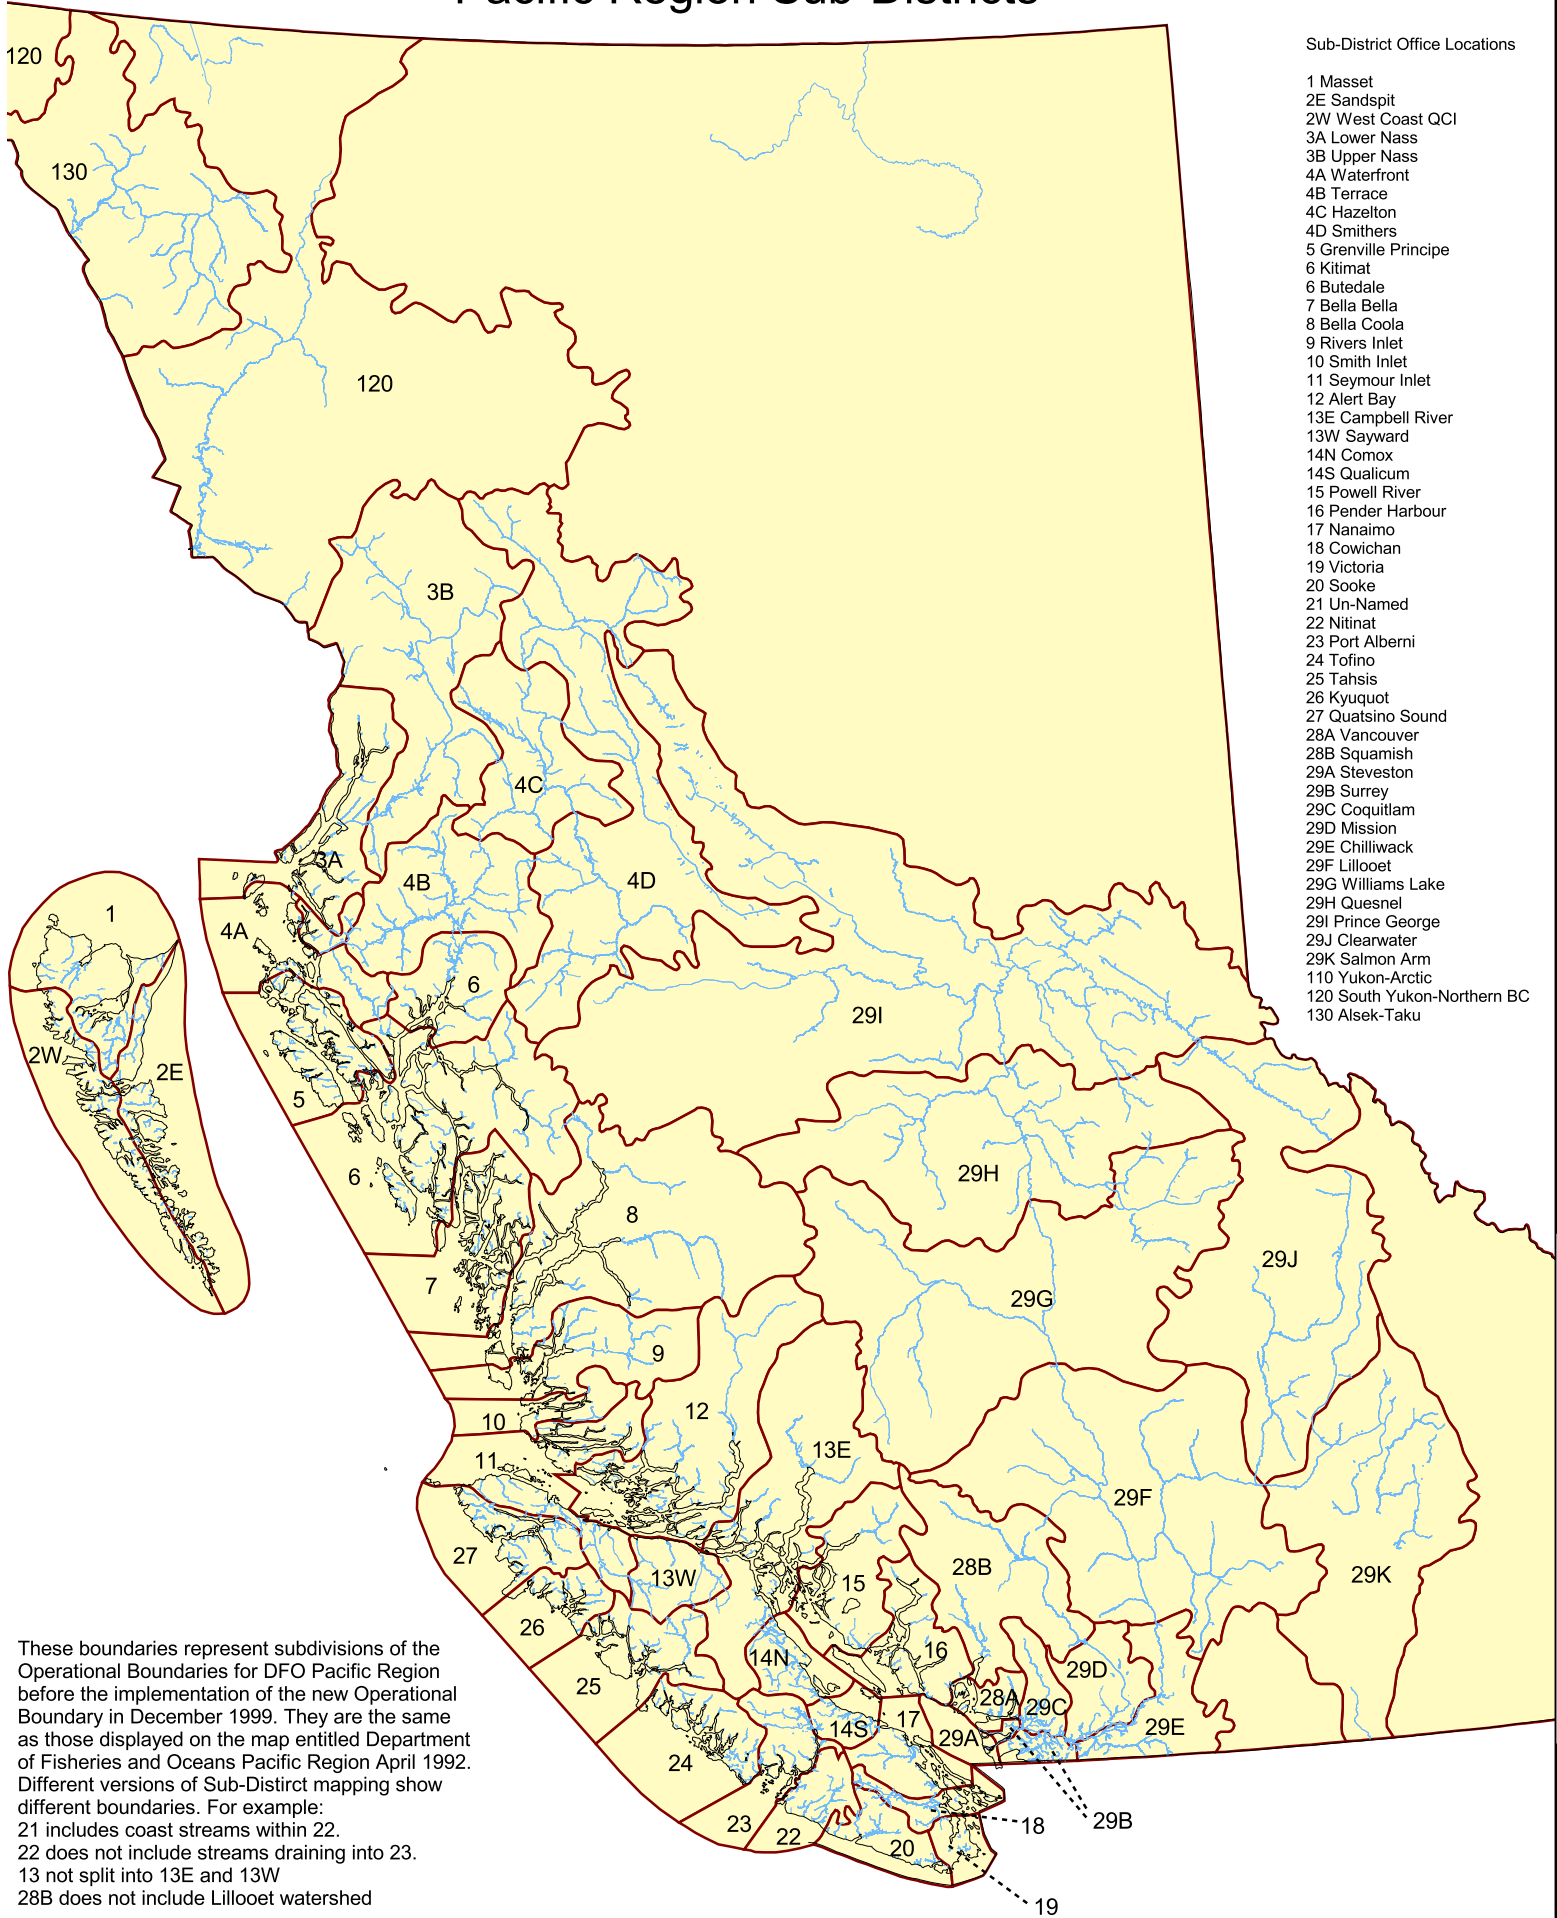 Pacific Region Sub-Districts
Sub-District Office Locations
1 Masset
2E Sandspit
2W West Coast QCI
3A Lower Nass
3B Upper Nass
4A Waterfront
4B Terrace
4C Hazelton
4D Smithers
5 Grenville Principe
6 Kitimat
6 Butedale
7 Bella Bella
8 Bella Coola
9 Rivers Inlet
10 Smith Inlet
11 Seymour Inlet
12 Alert Bay
13E Campbell River
13W Sayward
14N Comox
14S Qualicum
15 Powell River
16 Pender Harbour
17 Nanaimo
18 Cowichan
19 Victoria
20 Sooke
21 Un-Named
22 Nitinat
23 Port Alberni
24 Tofino
25 Tahsis
26 Kyuquot
27 Quatsino Sound
28A Vancouver
28B Squamish
29A Steveston
29B Surrey
29C Coquitlam
29D Mission
29E Chilliwack
29F Lillooet
29G Williams Lake
29H Quesnel
29I Prince George
29J Clearwater
29K Salmon Arm
110 Yukon-Arctic
120 South Yukon-Northern BC
130 Alsek-Taku
120
130
120
3B
4C
3A
4B
4D
1
4A
6
29I
2W
2E
5
29H
6
8
29J
7
29G
9
12
10
13E
11
29F
27
13W
15
28B
29K
26
16
14N
29D
25
28A
29C
17
14S
29A
29E
24
23
22
20
18
29B
19
These boundaries represent subdivisions of the
Operational Boundaries for DFO Pacific Region
before the implementation of the new Operational
Boundary in December 1999. They are the same
as those displayed on the map entitled Department
of Fisheries and Oceans Pacific Region April 1992.
Different versions of Sub-Distirct mapping show
different boundaries. For example:
21 includes coast streams within 22.
22 does not include streams draining into 23.
13 not split into 13E and 13W
28B does not include Lillooet watershed